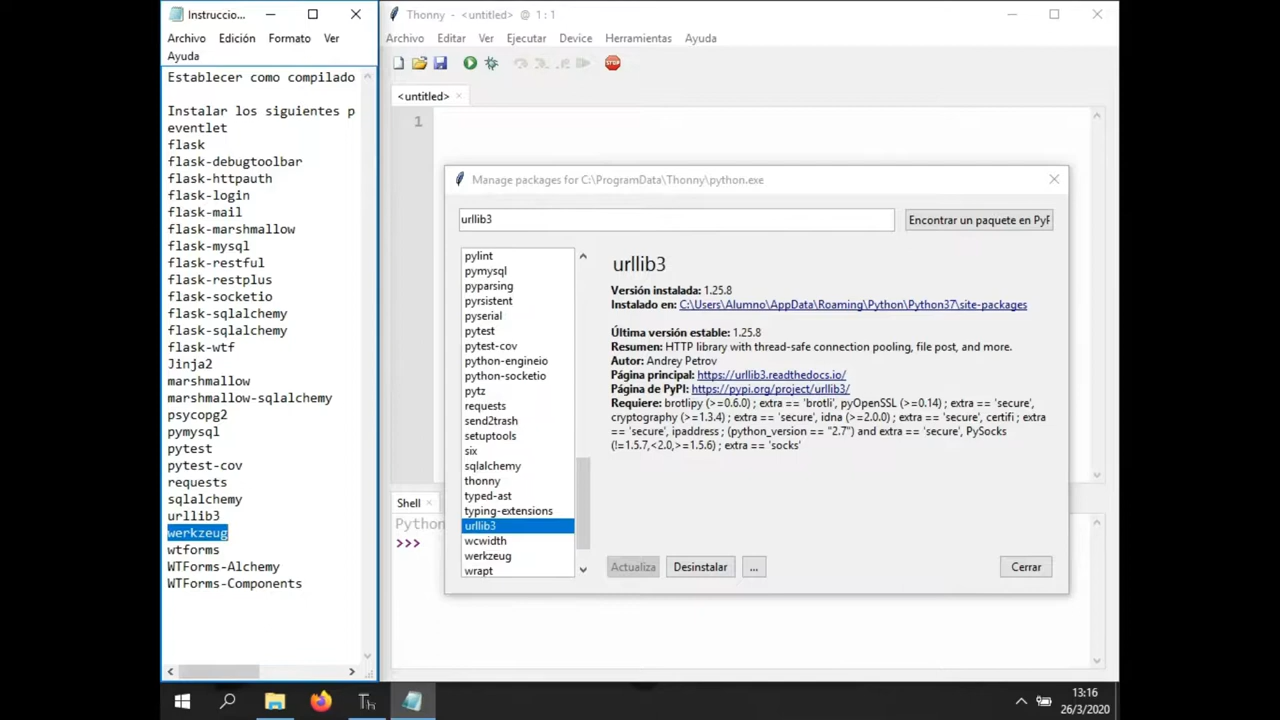 Instruccio...
Archivo Edición Formato Ver
Ayuda
Establecer como compilado
Instalar los siguientes p
eventlet
flask
flask-debugtoolbar
flask-httpauth
flask-login
flask-mail
flask-marshmallow
flask-mysql
flask-restful
flask-restplus
flask-socketio
flask-sqlalchemy
flask-sqlalchemy
flask-wtf
Jinja2
marshmallow
marshmallow-sqlalchemy
psycopg2
pymysql
pytest
pytest-cov
requests
sqlalchemy
urllib3
werkzeug
wtforms
WTForms-Alchemy
WTForms-Components
Thonny - <untitled> @ 1 : 1
Archivo Editar Ver Ejecutar Device Herramientas Ayuda
STOP
<untitled>
1
Manage packages for C:\ProgramData\Thonny\python.exe
urllib3 Encontrar un paquete en PyP
pylint
pymysql
pyparsing
pyrsistent
pyserial
pytest
pytest-cov
python-engineio
python-socketio
pytz
requests
send2trash
setuptools
six
sqlalchemy
thonny
typed-ast
typing-extensions
urllib3
wcwidth
werkzeug
wrapt
urllib3
Versión instalada: 1.25.8
Instalado en: C:\Users\Alumno\AppData\Roaming\Python\Python37\site-packages
Última versión estable: 1.25.8
Resumen: HTTP library with thread-safe connection pooling, file post, and more.
Autor: Andrey Petrov
Página principal: https://urllib3.readthedocs.io/
Página de PyPI: https://pypi.org/project/urllib3/
Requiere: brotlipy (>=0.6.0) ; extra == 'brotli', pyOpenSSL (>=0.14) ; extra == 'secure',
cryptography (>=1.3.4) ; extra == 'secure', idna (>=2.0.0) ; extra == 'secure', certifi ; extra
== 'secure', ipaddress ; (python_version == "2.7") and extra == 'secure', PySocks
(!=1.5.7,<2.0,>=1.5.6) ; extra == 'socks'
Actualiza Desinstalar ... Cerrar
Shell
Python
>>>
13:16
26/3/2020